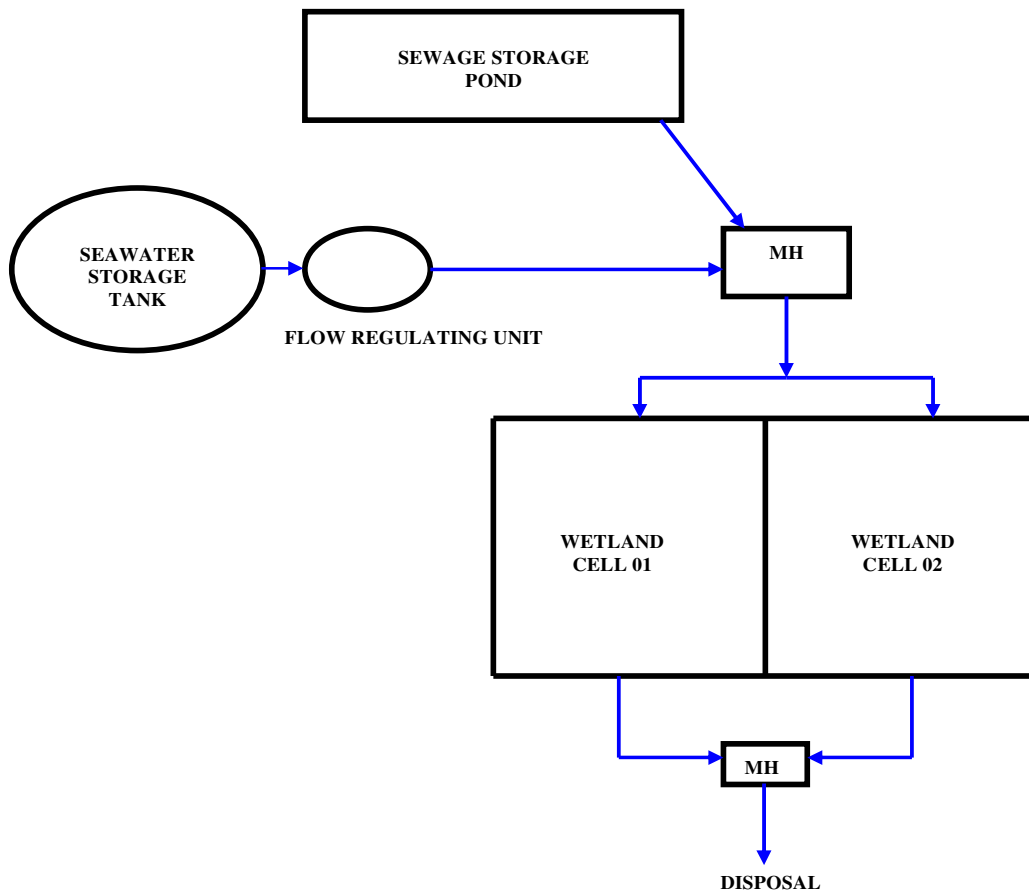 SEWAGE STORAGE
POND
SEAWATER
STORAGE
TANK
MH
FLOW REGULATING UNIT
WETLAND
CELL 01
WETLAND
CELL 02
MH
DISPOSAL